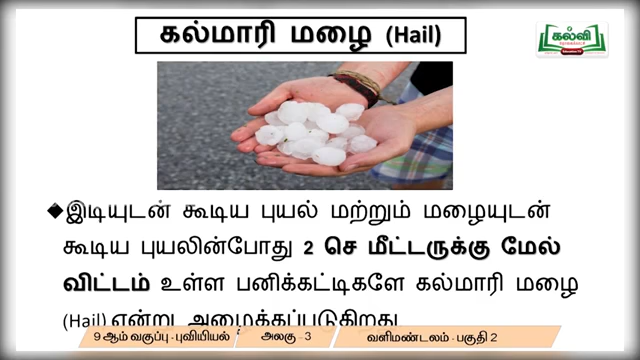 கல்மாரி மழை (Hail)
கல்வி
இடியுடன் கூடிய புயல் மற்றும் மழையுடன்
கூடிய புயலின்போது 2 செ மீட்டருக்கு மேல்
விட்டம் உள்ள பனிக்கட்டிகளே கல்மாரி மழை
(Hail) என்று அழைக்கப்படுகிறது
9 ஆம் வகுப்பு - புவியியல் அலகு - 3 வளிமண்டலம் - பகுதி 2